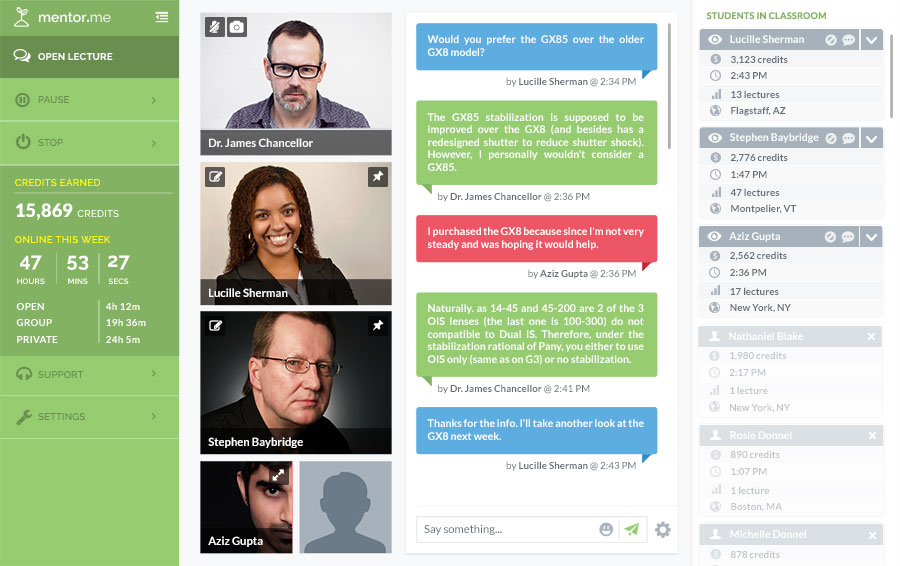 mentor.me
OPEN LECTURE
PAUSE
STOP
CREDITS EARNED
15,869 CREDITS
ONLINE THIS WEEK
47 53 27
HOURS MINS SECS
OPEN 4h 12m
GROUP 19h 36m
PRIVATE 24h 5m
SUPPORT
SETTINGS
Dr. James Chancellor
Lucille Sherman
Stephen Baybridge
Aziz Gupta
Would you prefer the GX85 over the older
GX8 model?
by Lucille Sherman @ 2:34 PM
The GX85 stabilization is supposed to be
improved over the GX8 (and besides has a
redesigned shutter to reduce shutter shock).
However, I personally wouldn't consider a
GX85.
by Dr. James Chancellor @ 2:36 PM
I purchased the GX8 because since I'm not very
steady and was hoping it would help.
by Aziz Gupta @ 2:36 PM
Naturally. as 14-45 and 45-200 are 2 of the 3
OIS lenses (the last one is 100-300) do not
compatible to Dual IS. Therefore, under the
stabilization rational of Pany, you either to use
OIS only (same as on G3) or no stabilization.
by Dr. James Chancellor @ 2:41 PM
Thanks for the info. I'll take another look at the
GX8 next week.
by Lucille Sherman @ 2:43 PM
Say something...
STUDENTS IN CLASSROOM
Lucille Sherman
3,123 credits
2:43 PM
13 lectures
Flagstaff, AZ
Stephen Baybridge
2,776 credits
1:47 PM
47 lectures
Montpelier, VT
Aziz Gupta
2,562 credits
2:36 PM
17 lectures
New York, NY
Nathaniel Blake
1,980 credits
2:17 PM
1 lecture
New York, NY
Rosie Donnel
890 credits
1:07 PM
1 lecture
Boston, MA
Michelle Donnel
878 credits